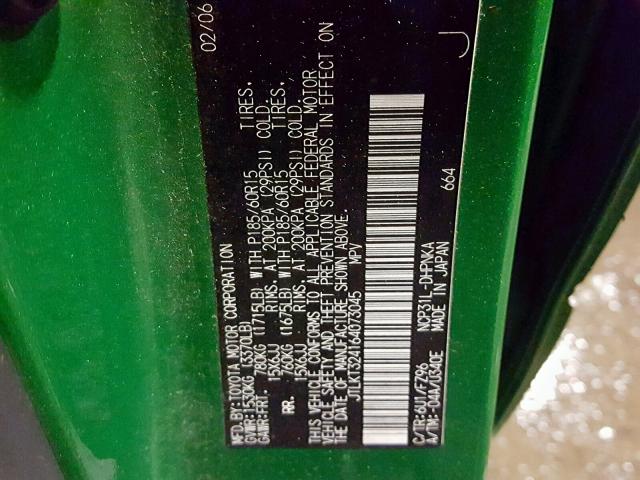 02/06
MFD.BY:TOYOTA MOTOR CORPORATION
GVWR:1530KG (3370LB)
GAWR:FRT. 780KG (1715LB) WITH P185/60R15 TIRES,
15X6JJ RIMS, AT 200KPA (29PSI) COLD.
RR. 760KG (1675LB) WITH P185/60R15 TIRES,
15X6JJ RIMS, AT 200KPA (29PSI) COLD.
THIS VEHICLE CONFORMS TO ALL APPLICABLE FEDERAL MOTOR
VEHICLE SAFETY AND THEFT PREVENTION STANDARDS IN EFFECT ON
THE DATE OF MANUFACTURE SHOWN ABOVE.
JTLKT324164073045 MPV
664
C/TR:6U4/FZ96 NCP31L-DHPNKA
A/TM:-04A/U340E MADE IN JAPAN
J